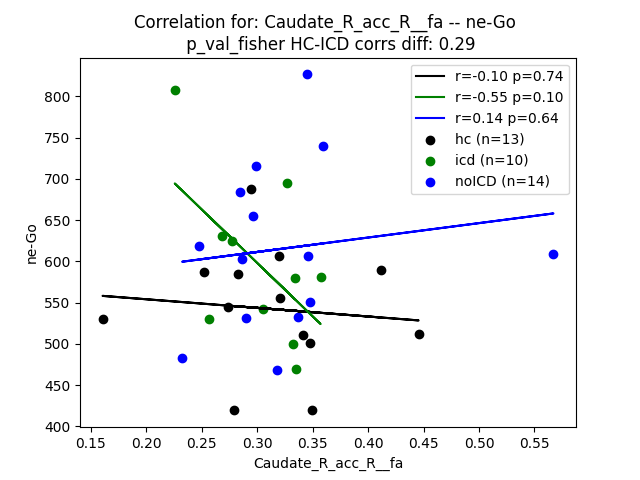 Correlation for: Caudate_R_acc_R__fa -- ne-Go
p_val_fisher HC-ICD corrs diff: 0.29
r=-0.10 p=0.74
r=-0.55 p=0.10
r=0.14 p=0.64
hc (n=13)
icd (n=10)
noICD (n=14)
ne-Go
800
750
700
650
600
550
500
450
400
0.15 0.20 0.25 0.30 0.35 0.40 0.45 0.50 0.55
Caudate_R_acc_R__fa